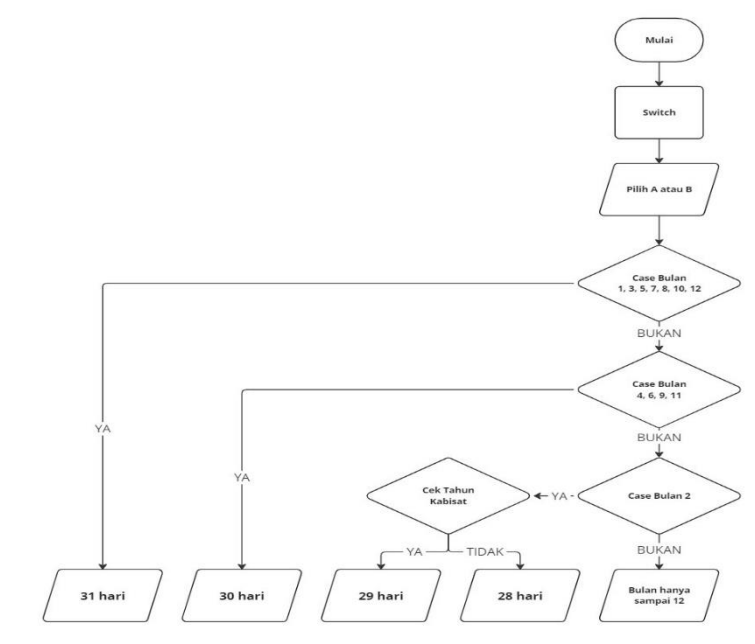 Mulai
Switch
Pilih A atau B
Case Bulan
1, 3, 5, 7, 8, 10, 12
BUKAN
Case Bulan
4, 6, 9, 11
YA
BUKAN
YA
Cek Tahun
Kabisat
YA
Case Bulan 2
YA
TIDAK
BUKAN
31 hari
30 hari
29 hari
28 hari
Bulan hanya
sampai 12